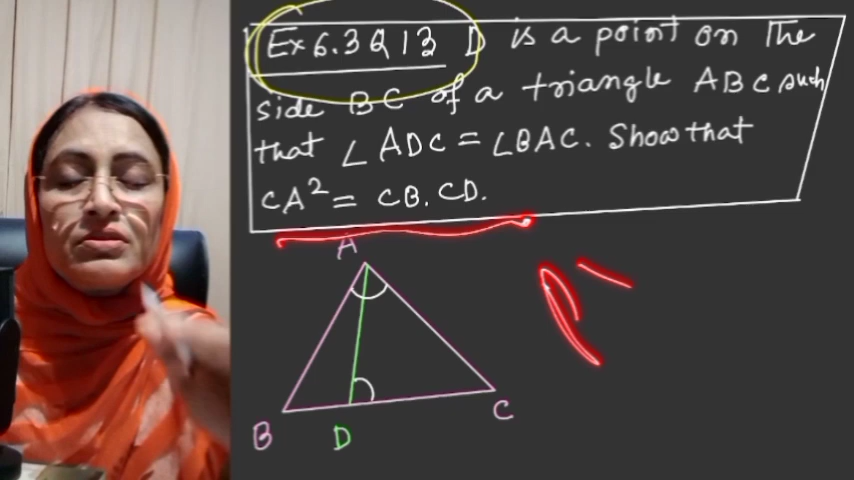 Ex 6.3 Q 13 D is a point on The
side BC of a triangle ABC such
that ∠ADC = ∠BAC. Show that
CA² = CB.CD.
A
B
D
C